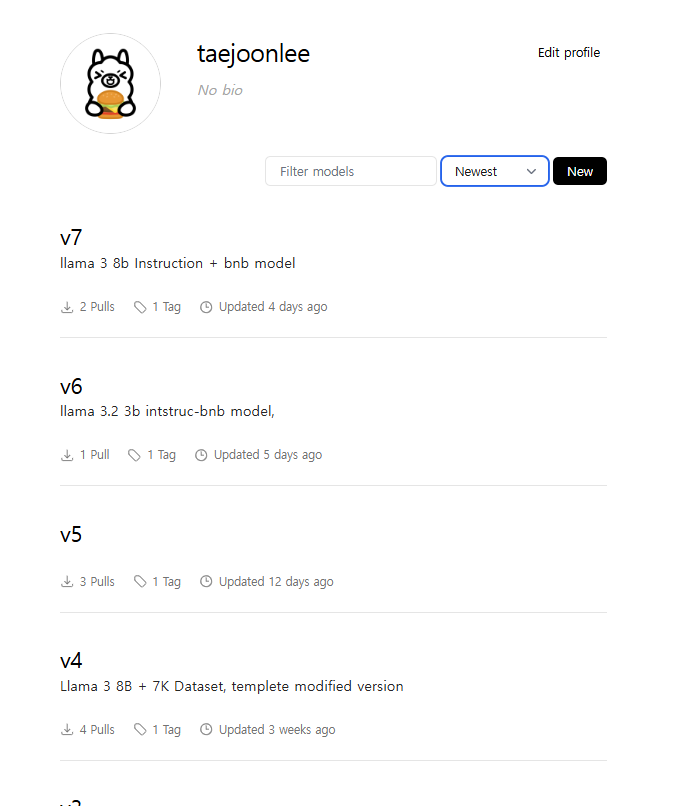 taejoonlee
Edit profile
No bio
Filter models
Newest
New
v7
llama 3 8b Instruction + bnb model
2 Pulls 1 Tag Updated 4 days ago
v6
llama 3.2 3b intstruc-bnb model,
1 Pull 1 Tag Updated 5 days ago
v5
3 Pulls 1 Tag Updated 12 days ago
v4
Llama 3 8B + 7K Dataset, templete modified version
4 Pulls 1 Tag Updated 3 weeks ago